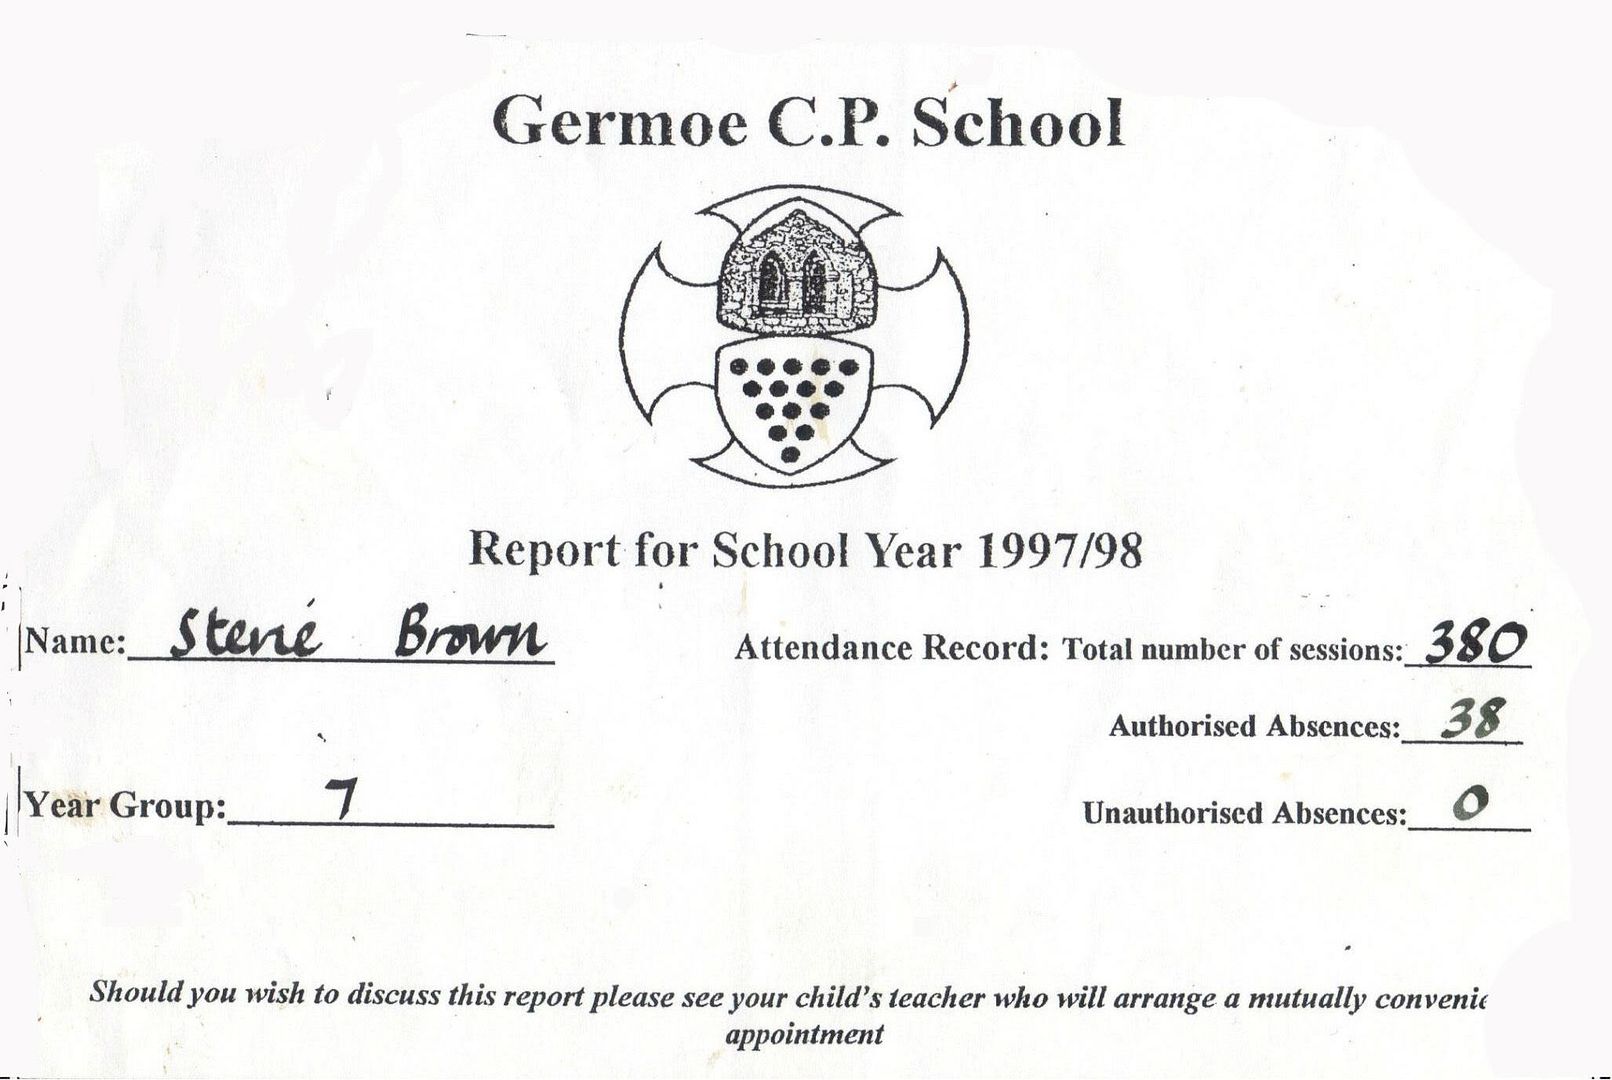 Germoe C.P. School
Report for School Year 1997/98
Name: Stevie Brown
Attendance Record: Total number of sessions: 380
Authorised Absences: 38
Year Group: 7
Unauthorised Absences: 0
Should you wish to discuss this report please see your child's teacher who will arrange a mutually convenie
appointment